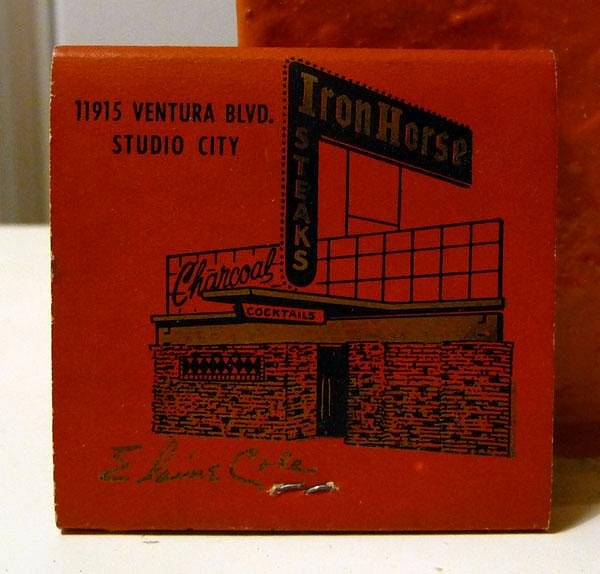 11915 VENTURA BLVD.
STUDIO CITY
Iron Horse
STEAKS
Charcoal
COCKTAILS
Elaine Cole